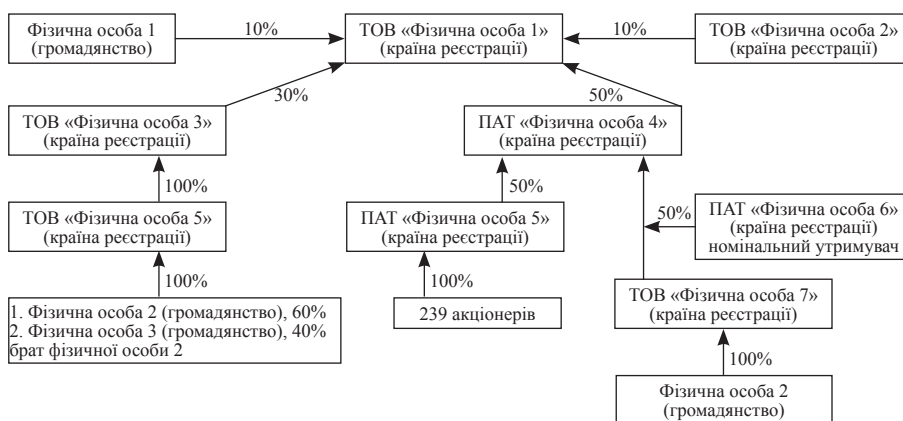 Фізична особа 1
(громадянство)
10%
ТОВ «Фізична особа 1»
(країна реєстрації)
10%
ТОВ «Фізична особа 2»
(країна реєстрації)
30%
50%
ТОВ «Фізична особа 3»
(країна реєстрації)
ПАТ «Фізична особа 4»
(країна реєстрації)
100%
50%
ТОВ «Фізична особа 5»
(країна реєстрації)
ПАТ «Фізична особа 5»
(країна реєстрації)
50%
ПАТ «Фізична особа 6»
(країна реєстрації)
номінальний утримувач
100%
100%
ТОВ «Фізична особа 7»
(країна реєстрації)
1. Фізична особа 2 (громадянство), 60%
2. Фізична особа 3 (громадянство), 40%
брат фізичної особи 2
239 акціонерів
100%
Фізична особа 2
(громадянство)